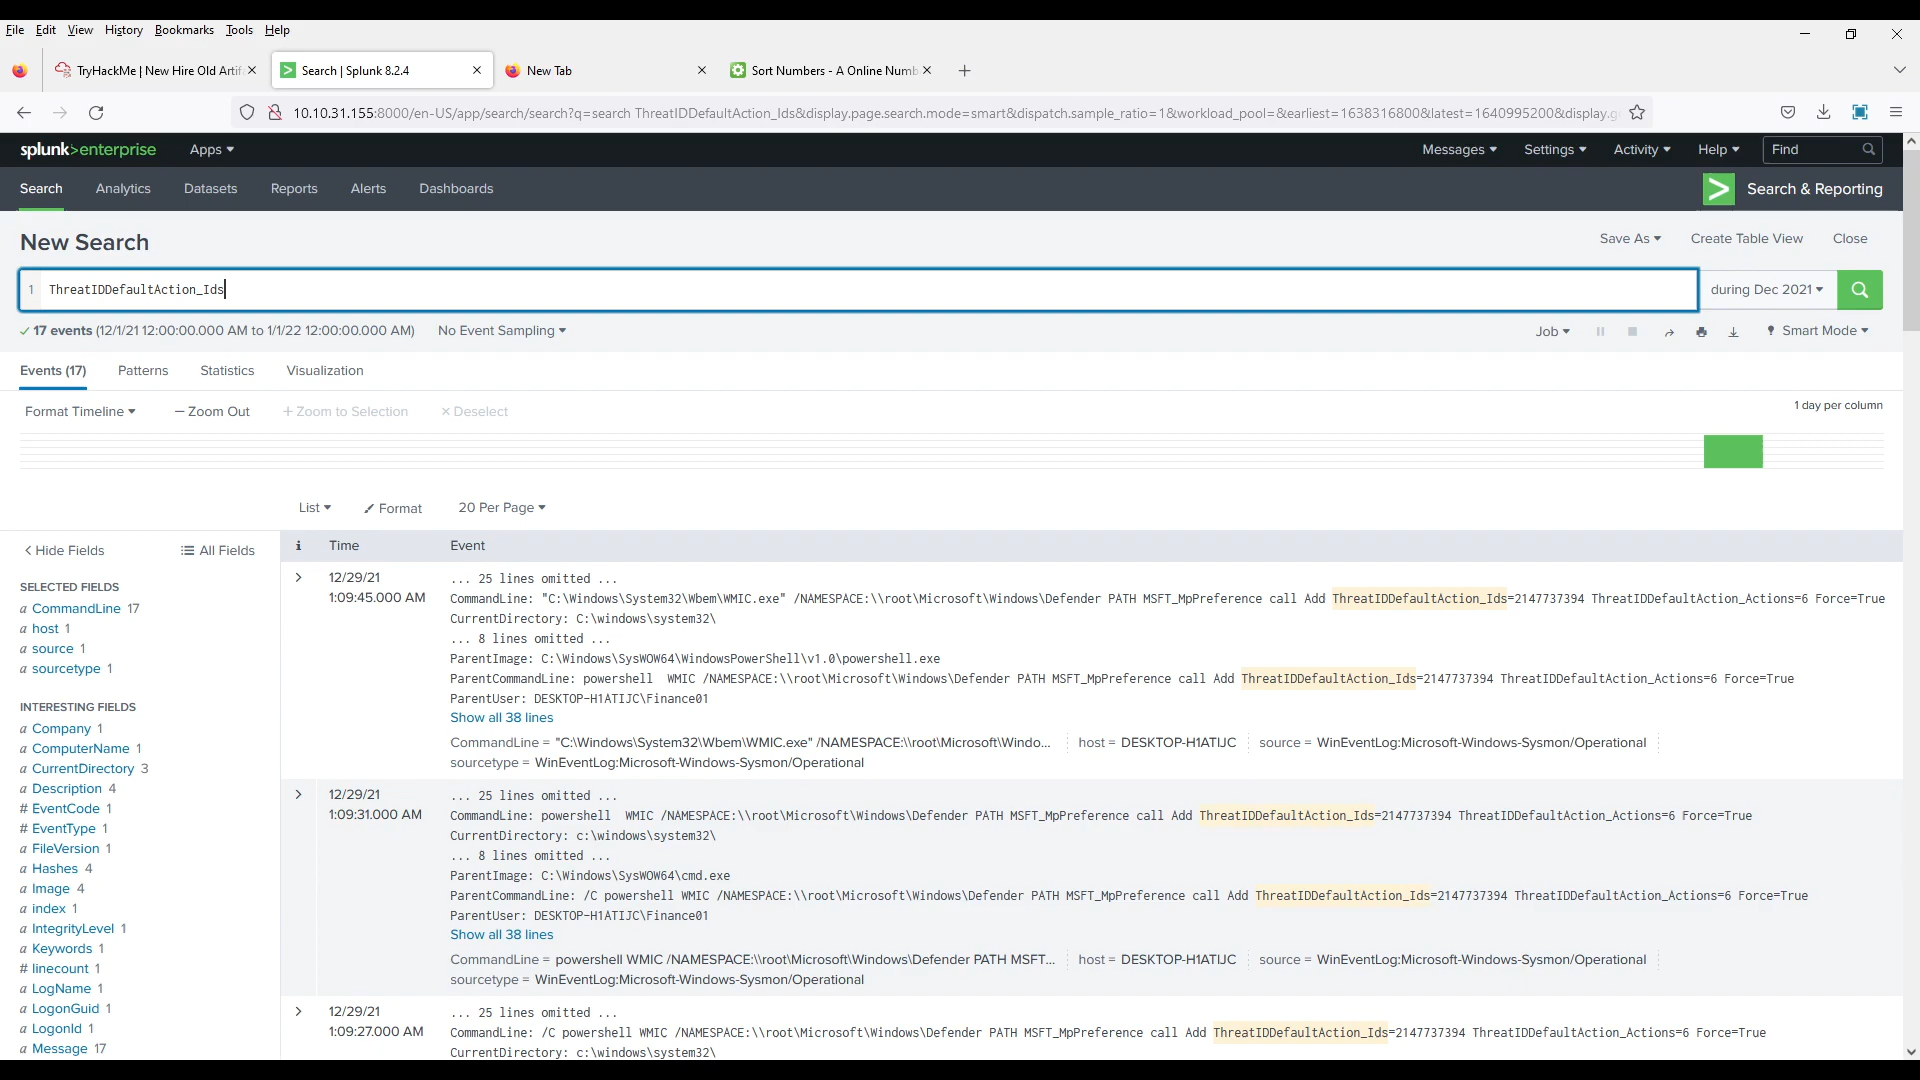 File Edit View History Bookmarks Tools Help
TryHackMe | New Hire Old Artif
Search | Splunk 8.2.4
New Tab
Sort Numbers - A Online Numb
10.10.31.155:8000/en-US/app/search/search?q=search ThreatIDDefaultAction_Ids&display.page.search.mode=smart&dispatch.sample_ratio=1&workload_pool=&earliest=1638316800&latest=1640995200&display.g
splunk>enterprise Apps Messages Settings Activity Help Find
Search Analytics Datasets Reports Alerts Dashboards Search & Reporting
New Search Save As Create Table View Close
1 ThreatIDDefaultAction_Ids during Dec 2021
17 events (12/1/21 12:00:00.000 AM to 1/1/22 12:00:00.000 AM) No Event Sampling Job Smart Mode
Events (17) Patterns Statistics Visualization
Format Timeline — Zoom Out + Zoom to Selection × Deselect 1 day per column
List Format 20 Per Page
< Hide Fields All Fields
SELECTED FIELDS
a CommandLine 17
a host 1
a source 1
a sourcetype 1
INTERESTING FIELDS
a Company 1
a ComputerName 1
a CurrentDirectory 3
a Description 4
# EventCode 1
# EventType 1
a FileVersion 1
a Hashes 4
a Image 4
a index 1
a IntegrityLevel 1
a Keywords 1
# linecount 1
a LogName 1
a LogonGuid 1
a LogonId 1
a Message 17
i Time Event
12/29/21
1:09:45.000 AM
... 25 lines omitted ...
CommandLine: "C:\Windows\System32\Wbem\WMIC.exe" /NAMESPACE:\\root\Microsoft\Windows\Defender PATH MSFT_MpPreference call Add ThreatIDDefaultAction_Ids=2147737394 ThreatIDDefaultAction_Actions=6 Force=True
CurrentDirectory: C:\windows\system32\
... 8 lines omitted ...
ParentImage: C:\Windows\SysWOW64\WindowsPowerShell\v1.0\powershell.exe
ParentCommandLine: powershell  WMIC /NAMESPACE:\\root\Microsoft\Windows\Defender PATH MSFT_MpPreference call Add ThreatIDDefaultAction_Ids=2147737394 ThreatIDDefaultAction_Actions=6 Force=True
ParentUser: DESKTOP-H1ATIJC\Finance01
Show all 38 lines
CommandLine = "C:\Windows\System32\Wbem\WMIC.exe" /NAMESPACE:\\root\Microsoft\Windo... host = DESKTOP-H1ATIJC source = WinEventLog:Microsoft-Windows-Sysmon/Operational
sourcetype = WinEventLog:Microsoft-Windows-Sysmon/Operational
12/29/21
1:09:31.000 AM
... 25 lines omitted ...
CommandLine: powershell  WMIC /NAMESPACE:\\root\Microsoft\Windows\Defender PATH MSFT_MpPreference call Add ThreatIDDefaultAction_Ids=2147737394 ThreatIDDefaultAction_Actions=6 Force=True
CurrentDirectory: c:\windows\system32\
... 8 lines omitted ...
ParentImage: C:\Windows\SysWOW64\cmd.exe
ParentCommandLine: /C powershell WMIC /NAMESPACE:\\root\Microsoft\Windows\Defender PATH MSFT_MpPreference call Add ThreatIDDefaultAction_Ids=2147737394 ThreatIDDefaultAction_Actions=6 Force=True
ParentUser: DESKTOP-H1ATIJC\Finance01
Show all 38 lines
CommandLine = powershell WMIC /NAMESPACE:\\root\Microsoft\Windows\Defender PATH MSFT... host = DESKTOP-H1ATIJC source = WinEventLog:Microsoft-Windows-Sysmon/Operational
sourcetype = WinEventLog:Microsoft-Windows-Sysmon/Operational
12/29/21
1:09:27.000 AM
... 25 lines omitted ...
CommandLine: /C powershell WMIC /NAMESPACE:\\root\Microsoft\Windows\Defender PATH MSFT_MpPreference call Add ThreatIDDefaultAction_Ids=2147737394 ThreatIDDefaultAction_Actions=6 Force=True
CurrentDirectory: c:\windows\system32\